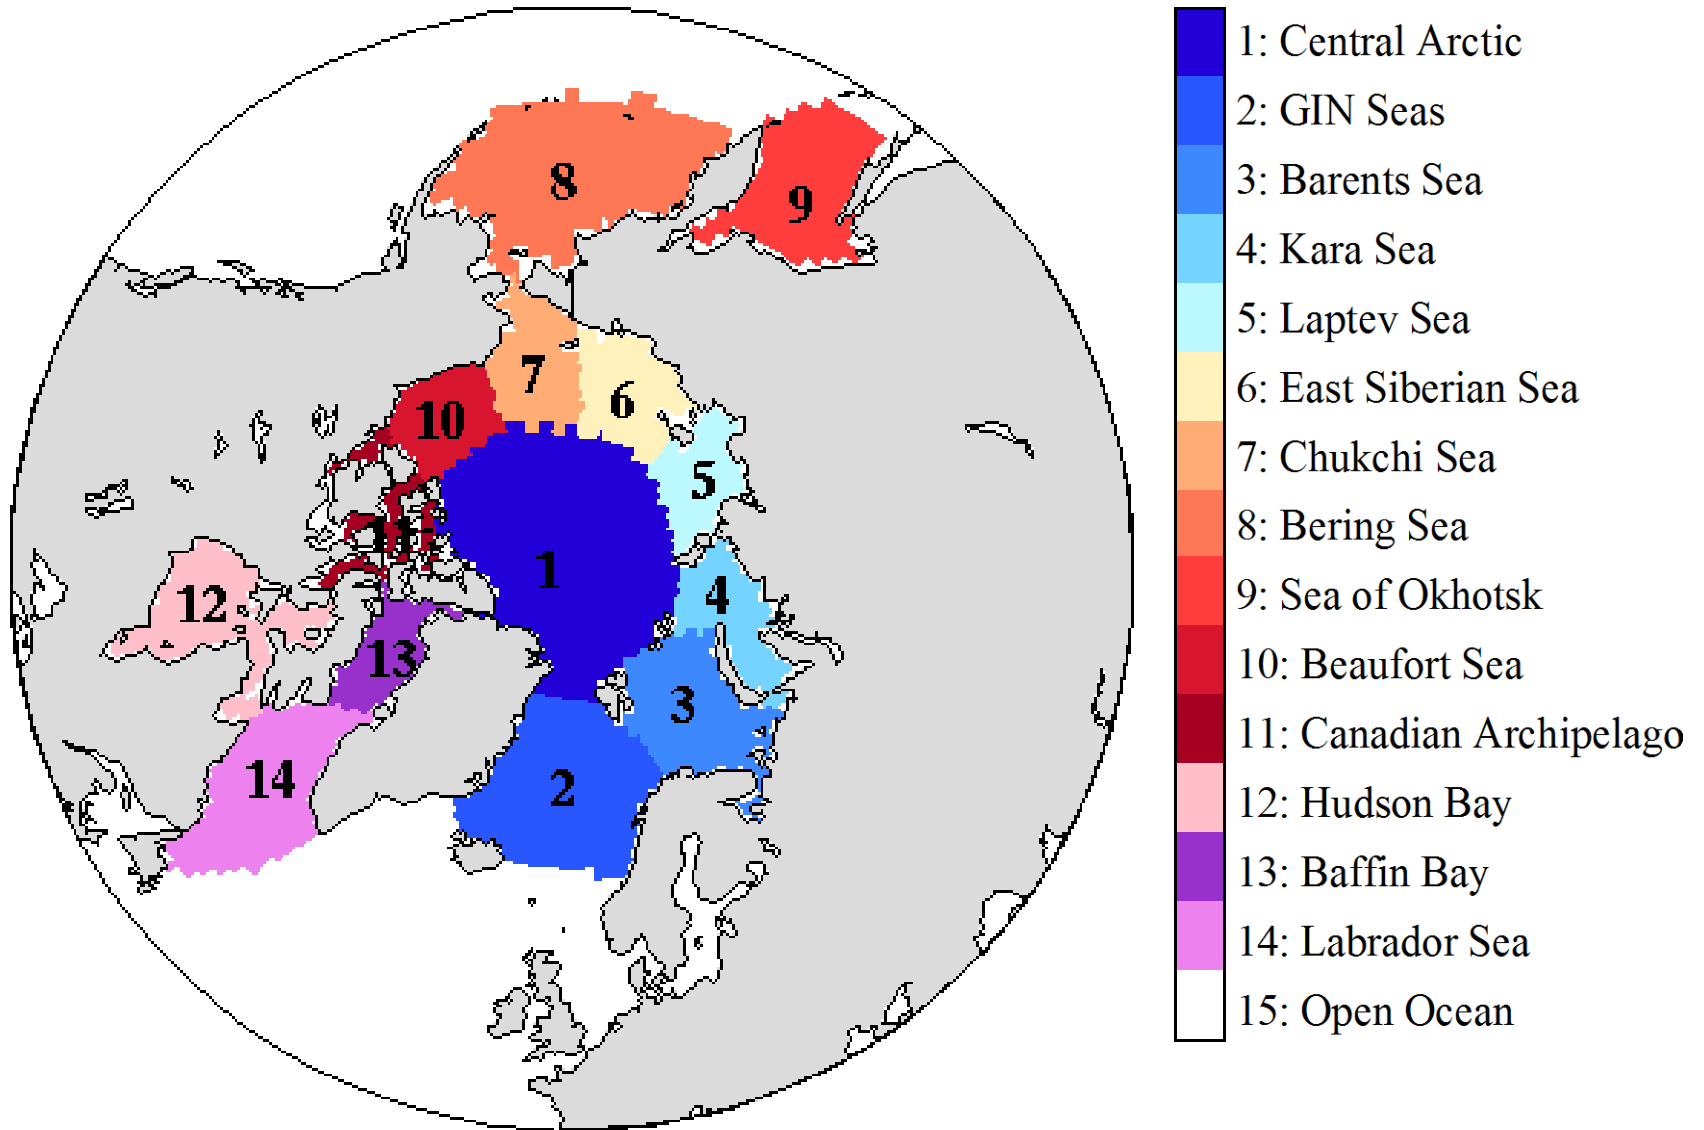 8
9
7
10
6
5
11
1
12
4
13
3
14
2
1: Central Arctic
2: GIN Seas
3: Barents Sea
4: Kara Sea
5: Laptev Sea
6: East Siberian Sea
7: Chukchi Sea
8: Bering Sea
9: Sea of Okhotsk
10: Beaufort Sea
11: Canadian Archipelago
12: Hudson Bay
13: Baffin Bay
14: Labrador Sea
15: Open Ocean